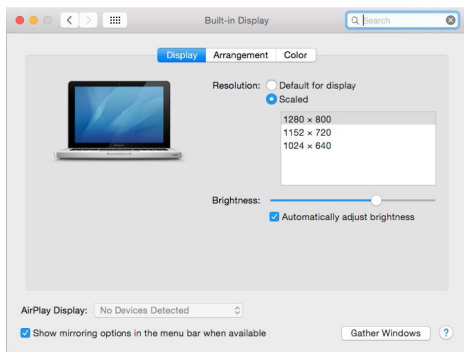 Built-in Display
Search
Display Arrangement Color
Resolution: Default for display
Scaled
1280 × 800
1152 × 720
1024 × 640
Brightness:
Automatically adjust brightness
AirPlay Display: No Devices Detected
Show mirroring options in the menu bar when available
Gather Windows ?